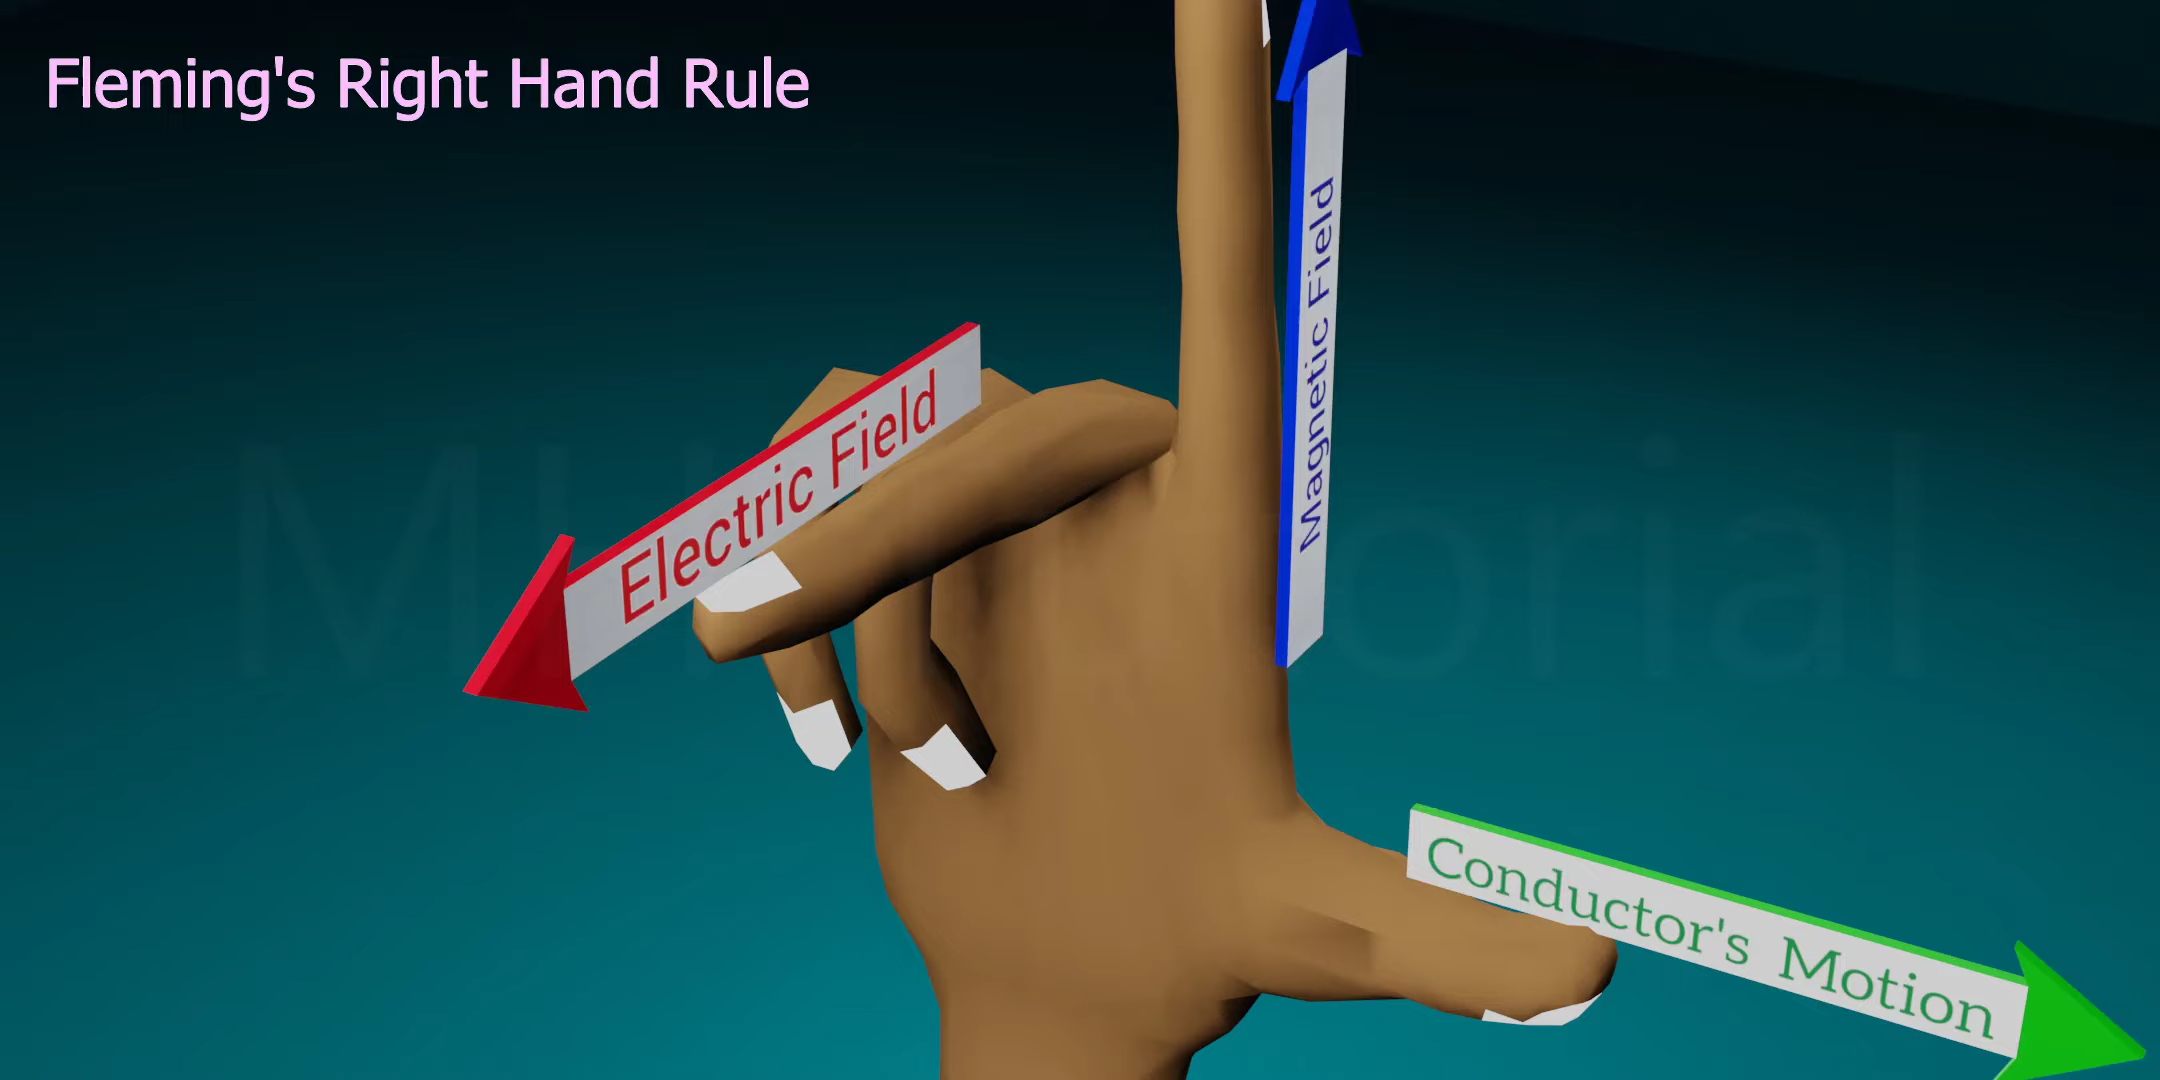 Fleming's Right Hand Rule
Magnetic Field
Electric Field
Conductor's Motion